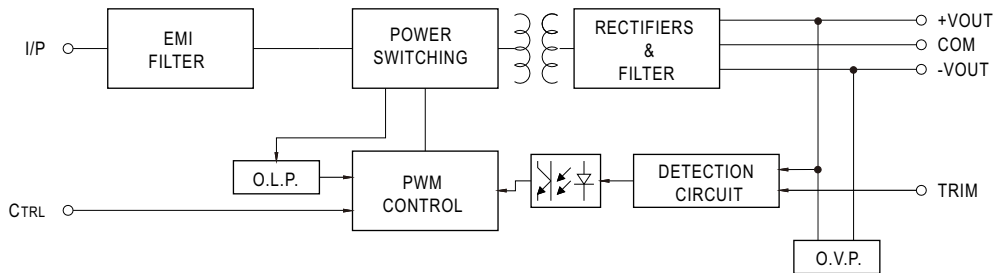 I/P
EMI
FILTER
POWER
SWITCHING
RECTIFIERS
&
FILTER
+VOUT
COM
-VOUT
O.L.P.
PWM
CONTROL
DETECTION
CIRCUIT
TRIM
CTRL
O.V.P.